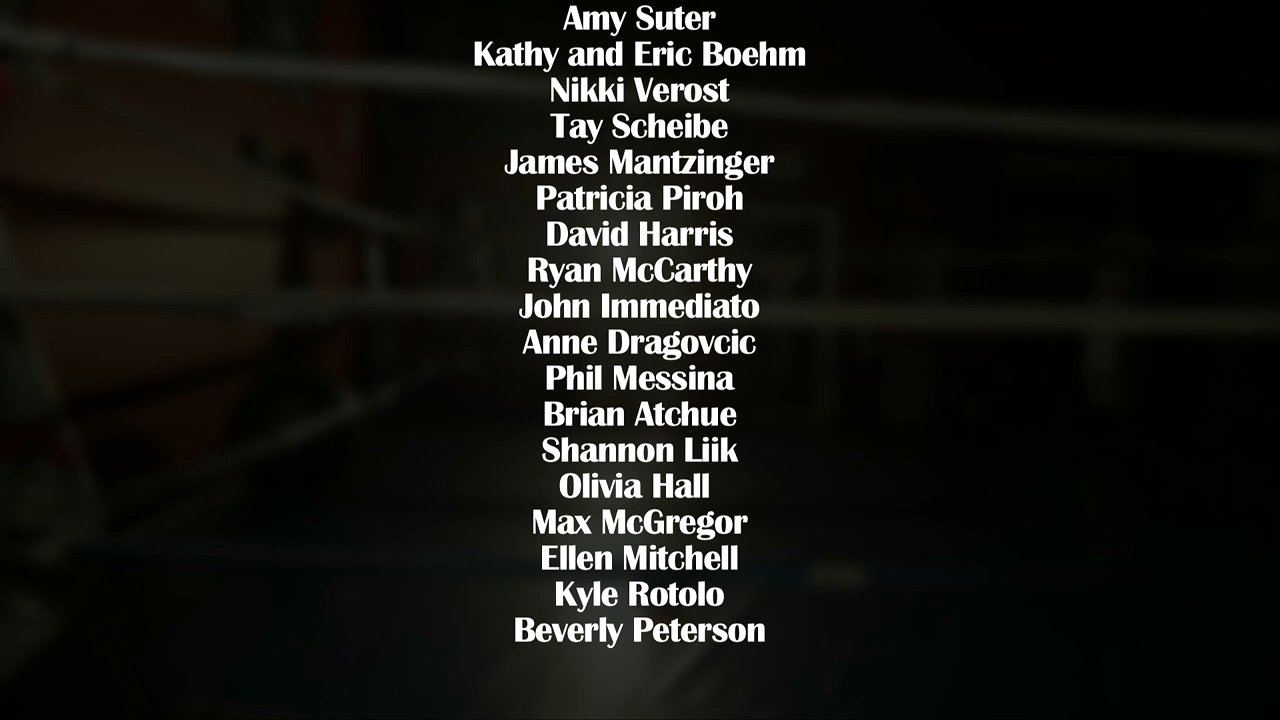 Amy Suter
Kathy and Eric Boehm
Nikki Verost
Tay Scheibe
James Mantzinger
Patricia Piroh
David Harris
Ryan McCarthy
John Immediato
Anne Dragovcic
Phil Messina
Brian Atchue
Shannon Liik
Olivia Hall
Max McGregor
Ellen Mitchell
Kyle Rotolo
Beverly Peterson